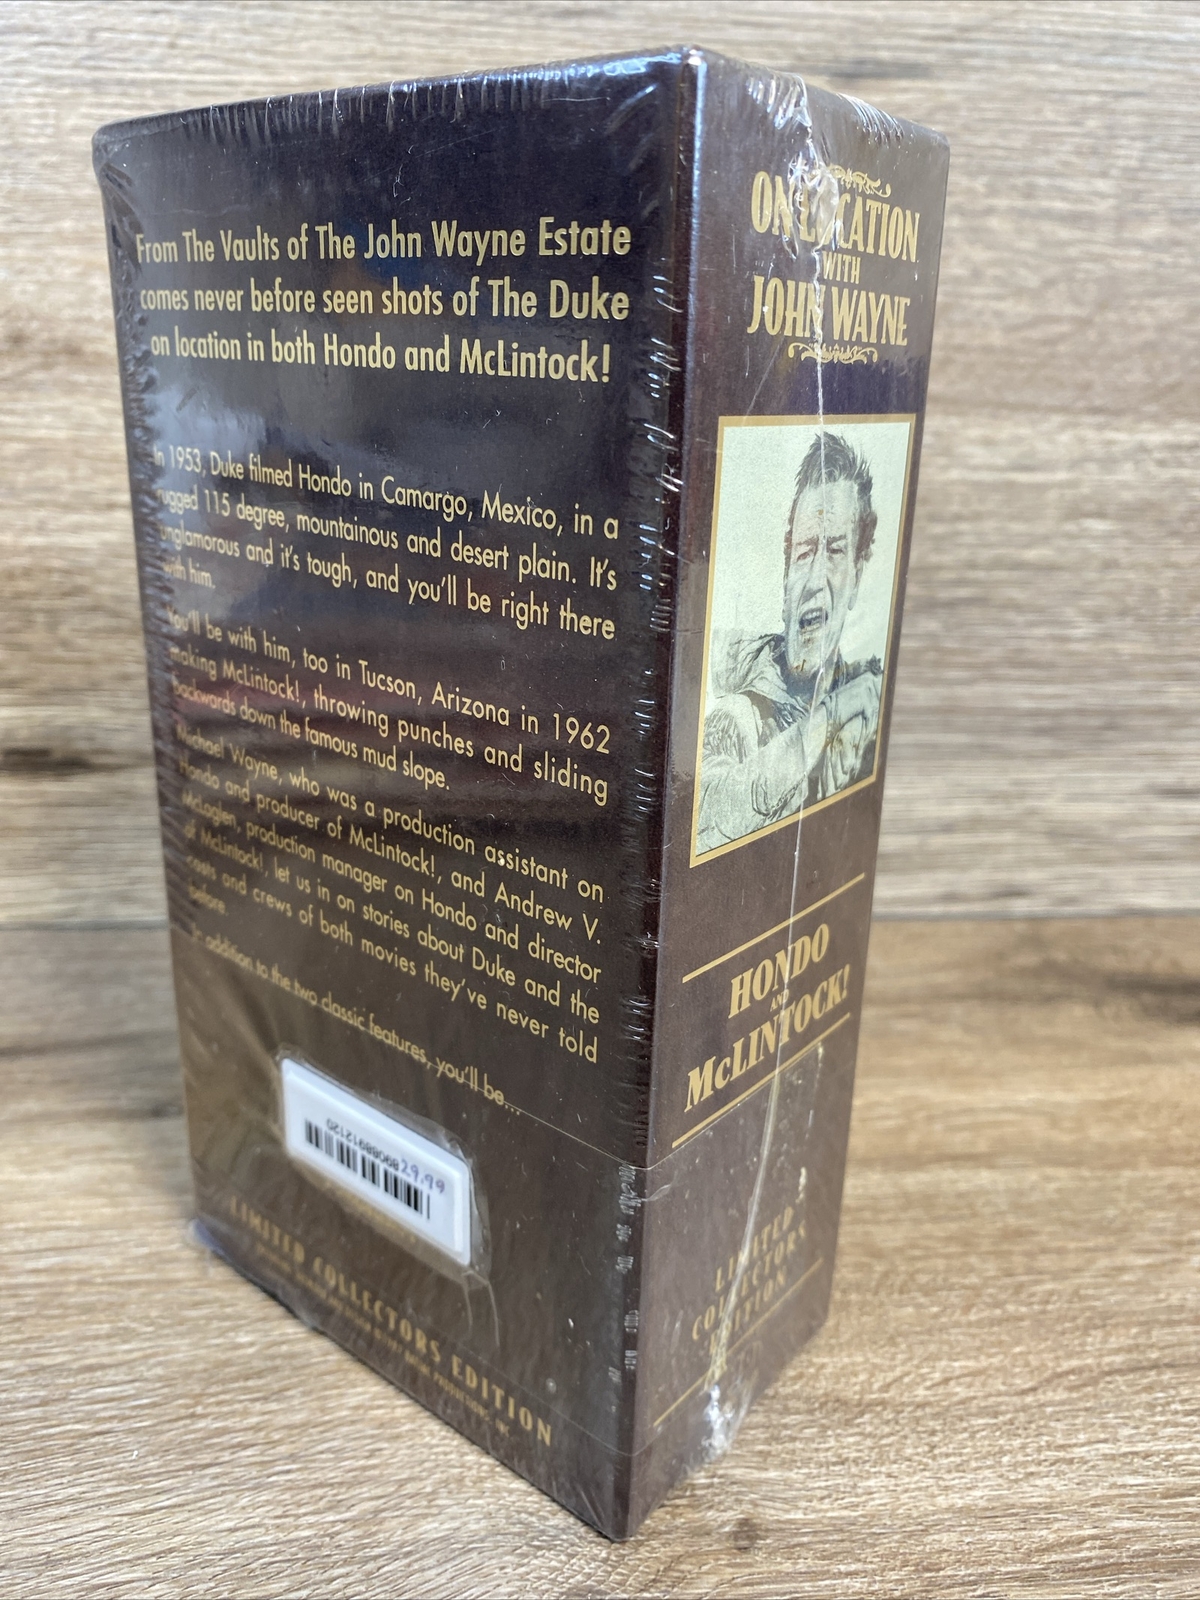 From The Vaults of The John Wayne Estate
comes never before seen shots of The Duke
on location in both Hondo and McLintock!
In 1953, Duke filmed Hondo in Camargo, Mexico, in a
rugged 115 degree, mountainous and desert plain. It's
unglamorous and it's tough, and you'll be right there
with him.
You'll be with him, too in Tucson, Arizona in 1962
making McLintock!, throwing punches and sliding
backwards down the famous mud slope.
Michael Wayne, who was a production assistant on
Hondo and producer of McLintock!, and Andrew V.
McLaglen, production manager on Hondo and director
of McLintock!, let us in on stories about Duke and the
casts and crews of both movies they've never told
before.
In addition to the two classic features, you'll be...
29.99
LIMITED COLLECTORS EDITION
ON LOCATION
WITH
JOHN WAYNE
HONDO
AND
McLINTOCK!
LIMITED
COLLECTORS
EDITION